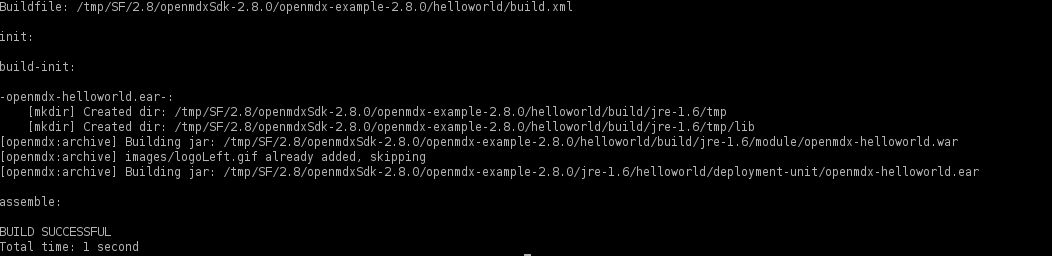 Buildfile: /tmp/SF/2.8/openmdxSdk-2.8.0/openmdx-example-2.8.0/helloworld/build.xml
init:
build-init:
-openmdx-helloworld.ear-:
[mkdir] Created dir: /tmp/SF/2.8/openmdxSdk-2.8.0/openmdx-example-2.8.0/helloworld/build/jre-1.6/tmp
[mkdir] Created dir: /tmp/SF/2.8/openmdxSdk-2.8.0/openmdx-example-2.8.0/helloworld/build/jre-1.6/tmp/lib
[openmdx:archive] Building jar: /tmp/SF/2.8/openmdxSdk-2.8.0/openmdx-example-2.8.0/helloworld/build/jre-1.6/module/openmdx-helloworld.war
[openmdx:archive] images/logoLeft.gif already added, skipping
[openmdx:archive] Building jar: /tmp/SF/2.8/openmdxSdk-2.8.0/openmdx-example-2.8.0/jre-1.6/helloworld/deployment-unit/openmdx-helloworld.ear
assemble:
BUILD SUCCESSFUL
Total time: 1 second